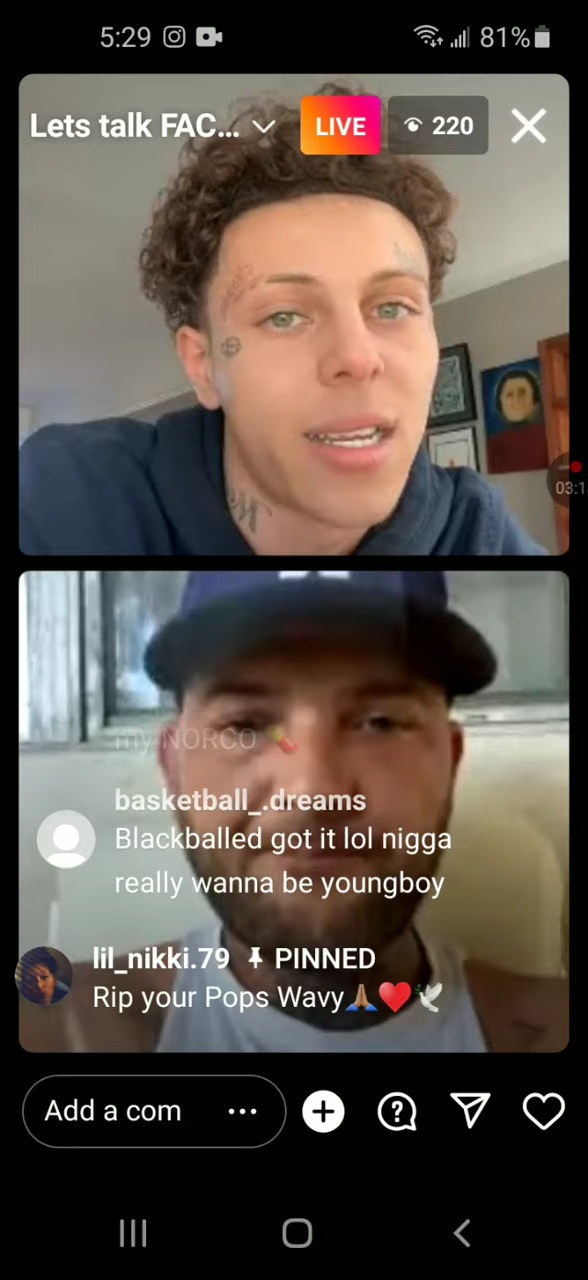 5:29
81%
Lets talk FAC...
LIVE
220
03:1
my NORCO 💊
basketball_.dreams
Blackballed got it lol nigga
really wanna be youngboy
lil_nikki.79 📌 PINNED
Rip your Pops Wavy🙏🏽❤️🕊️
Add a com